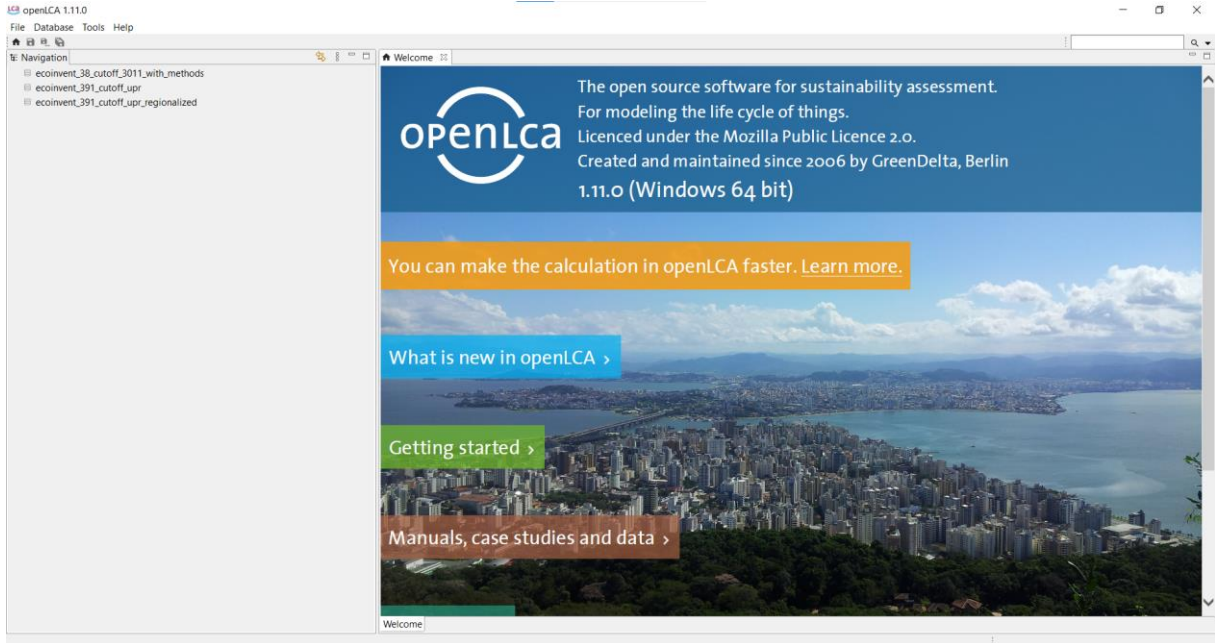 openLCA 1.11.0
File Database Tools Help
Navigation
ecoinvent_38_cutoff_3011_with_methods
ecoinvent_391_cutoff_upr
ecoinvent_391_cutoff_upr_regionalized
Welcome
openLCA
The open source software for sustainability assessment.
For modeling the life cycle of things.
Licenced under the Mozilla Public Licence 2.0.
Created and maintained since 2006 by GreenDelta, Berlin
1.11.0 (Windows 64 bit)
You can make the calculation in openLCA faster. Learn more.
What is new in openLCA >
Getting started >
Manuals, case studies and data >
Welcome